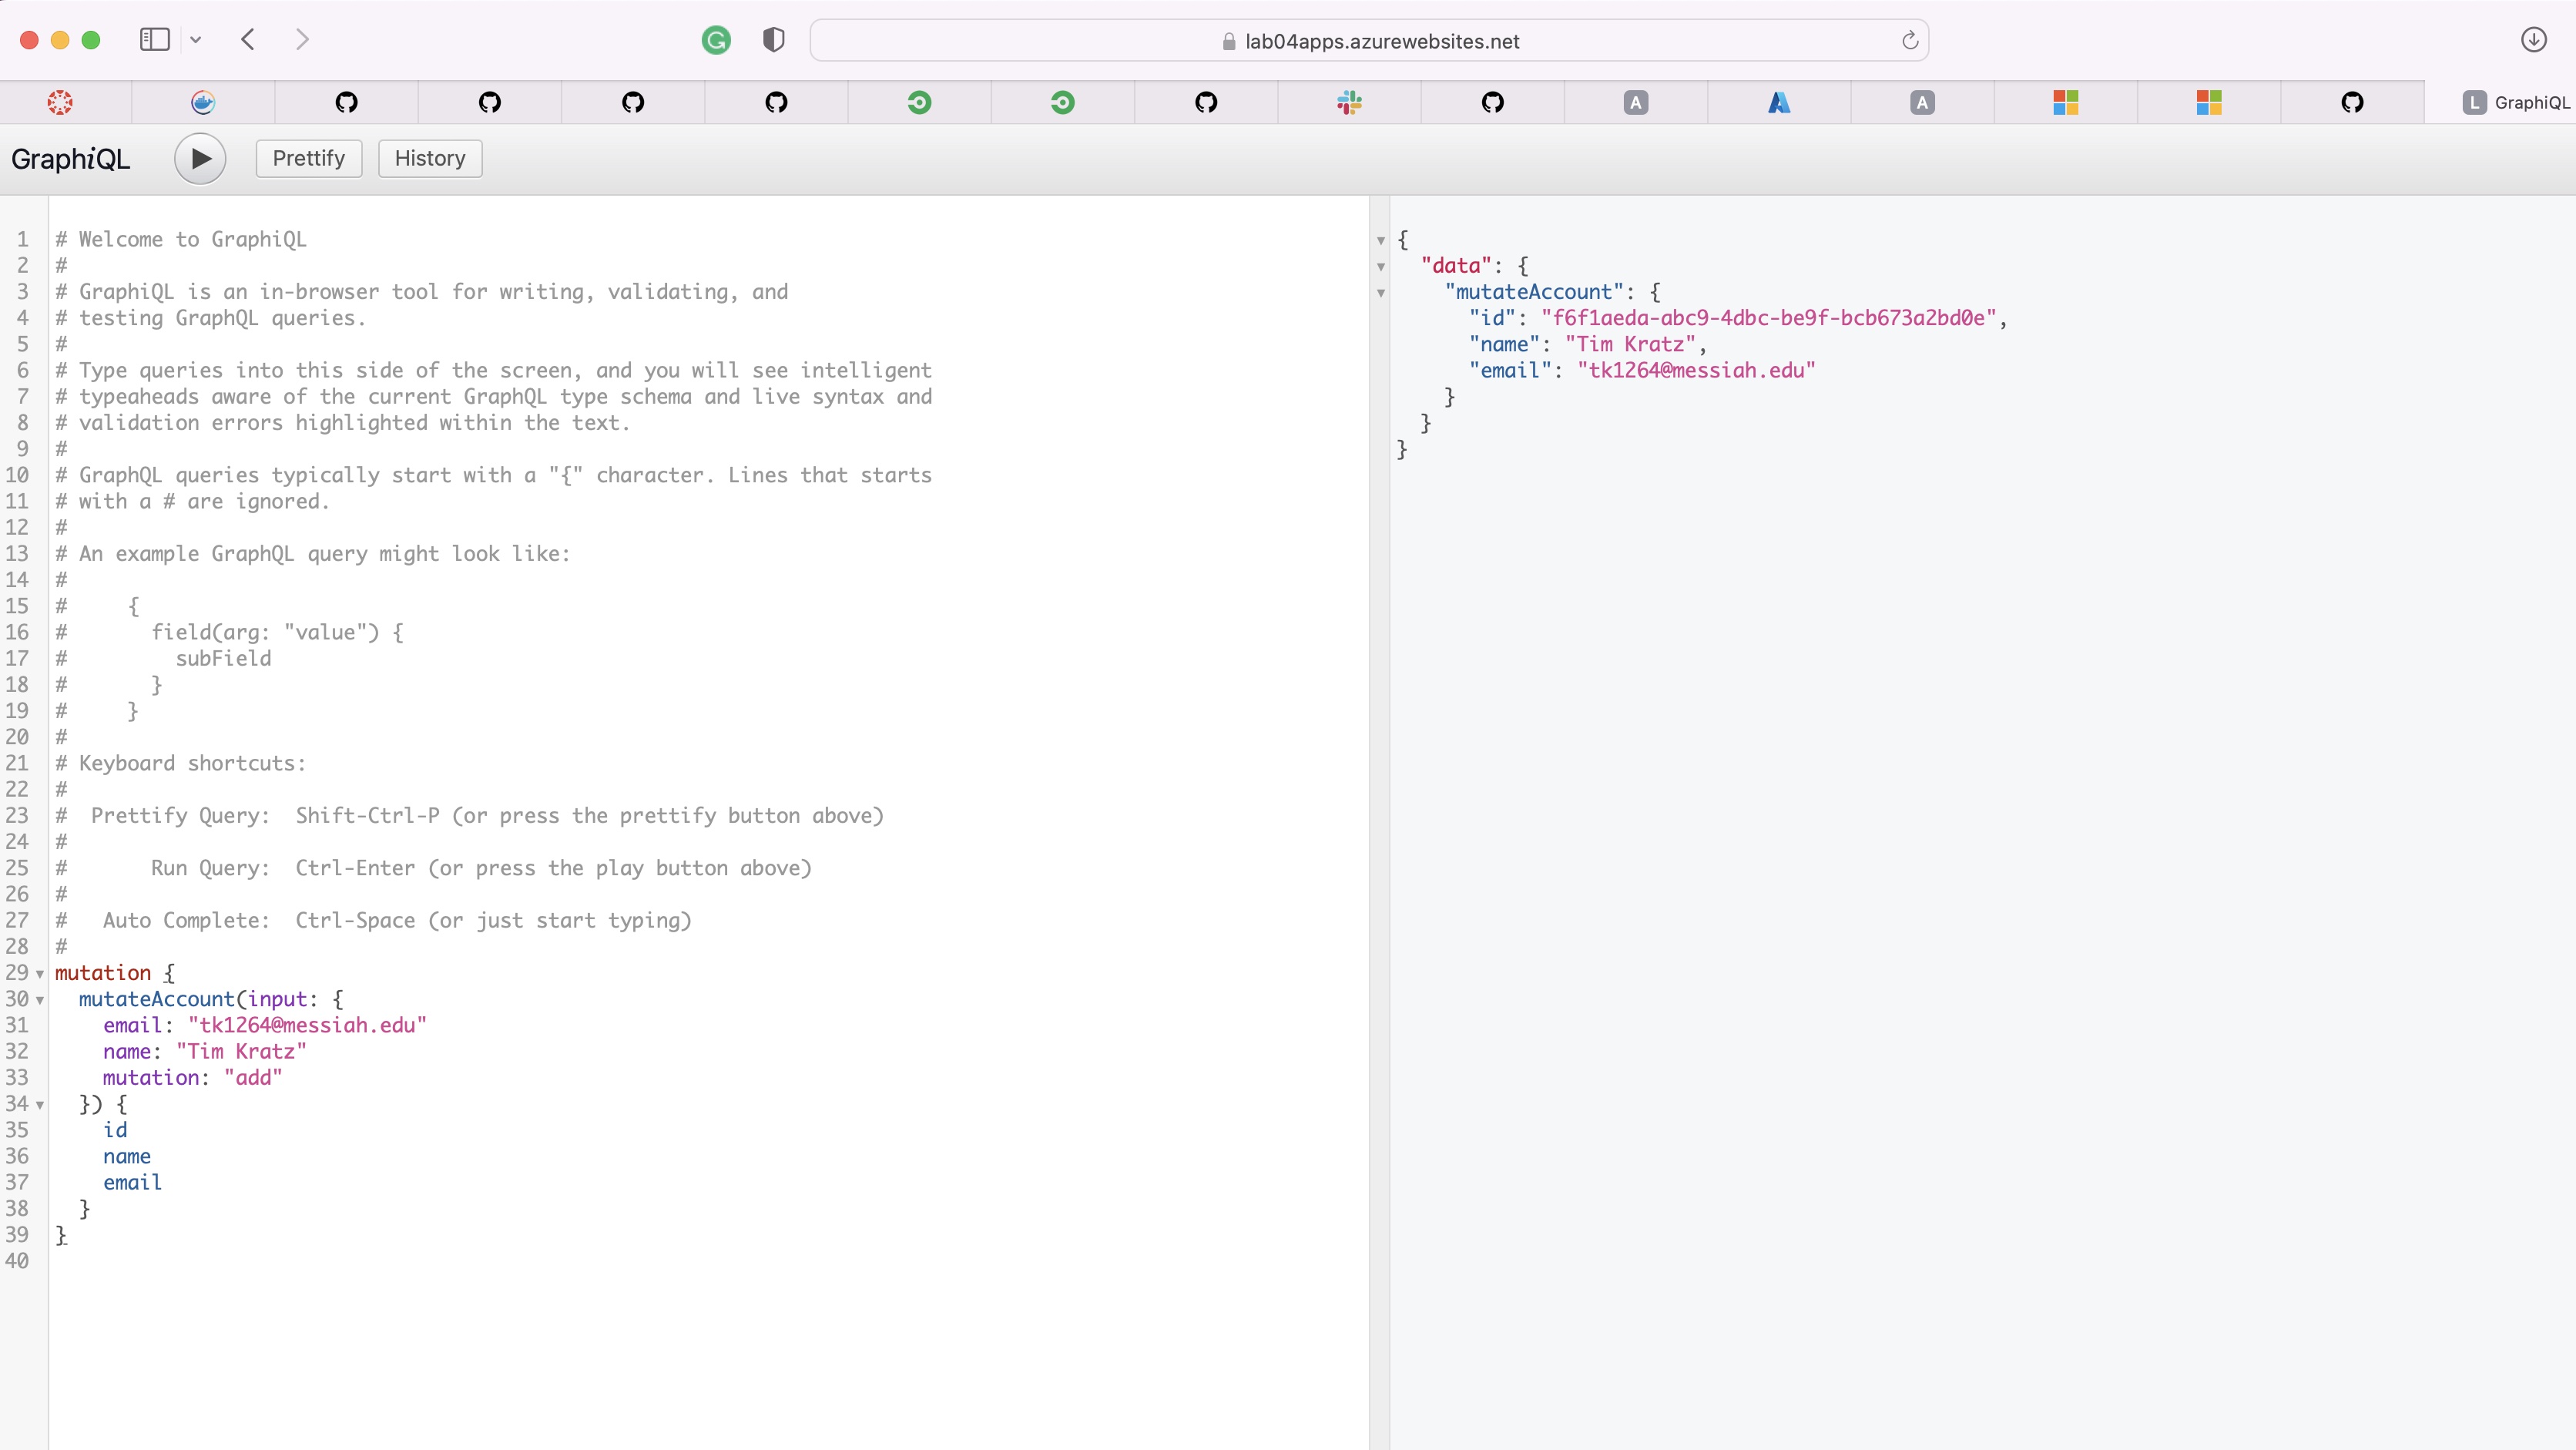 lab04apps.azurewebsites.net
A
A
L GraphiQL
GraphiQL
Prettify
History
1 # Welcome to GraphiQL
2 #
3 # GraphiQL is an in-browser tool for writing, validating, and
4 # testing GraphQL queries.
5 #
6 # Type queries into this side of the screen, and you will see intelligent
7 # typeaheads aware of the current GraphQL type schema and live syntax and
8 # validation errors highlighted within the text.
9 #
10 # GraphQL queries typically start with a "{" character. Lines that starts
11 # with a # are ignored.
12 #
13 # An example GraphQL query might look like:
14 #
15 #     {
16 #       field(arg: "value") {
17 #         subField
18 #       }
19 #     }
20 #
21 # Keyboard shortcuts:
22 #
23 #  Prettify Query:  Shift-Ctrl-P (or press the prettify button above)
24 #
25 #       Run Query:  Ctrl-Enter (or press the play button above)
26 #
27 #   Auto Complete:  Ctrl-Space (or just start typing)
28 #
29 mutation {
30   mutateAccount(input: {
31     email: "tk1264@messiah.edu"
32     name: "Tim Kratz"
33     mutation: "add"
34   }) {
35     id
36     name
37     email
38   }
39 }
40
{
  "data": {
    "mutateAccount": {
      "id": "f6f1aeda-abc9-4dbc-be9f-bcb673a2bd0e",
      "name": "Tim Kratz",
      "email": "tk1264@messiah.edu"
    }
  }
}